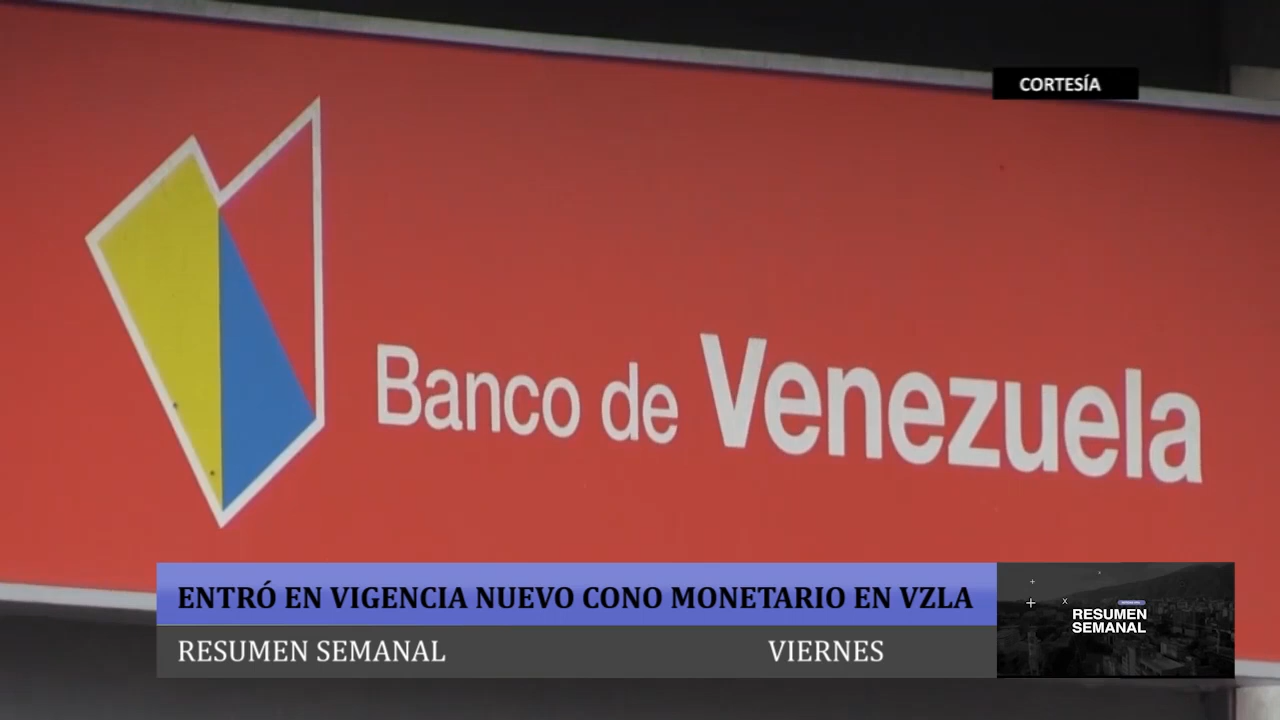 CORTESÍA
Banco de Venezuela
ENTRÓ EN VIGENCIA NUEVO CONO MONETARIO EN VZLA
RESUMEN SEMANAL
VIERNES
RESUMEN
SEMANAL